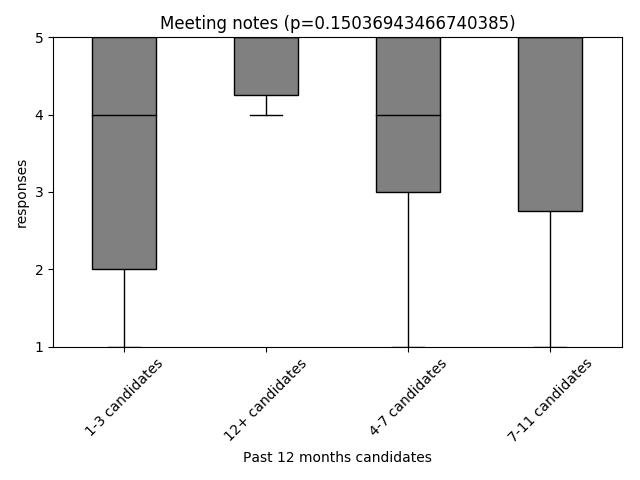 Meeting notes (p=0.15036943466740385)
5
4
3
2
1
responses
1-3 candidates
12+ candidates
4-7 candidates
7-11 candidates
Past 12 months candidates